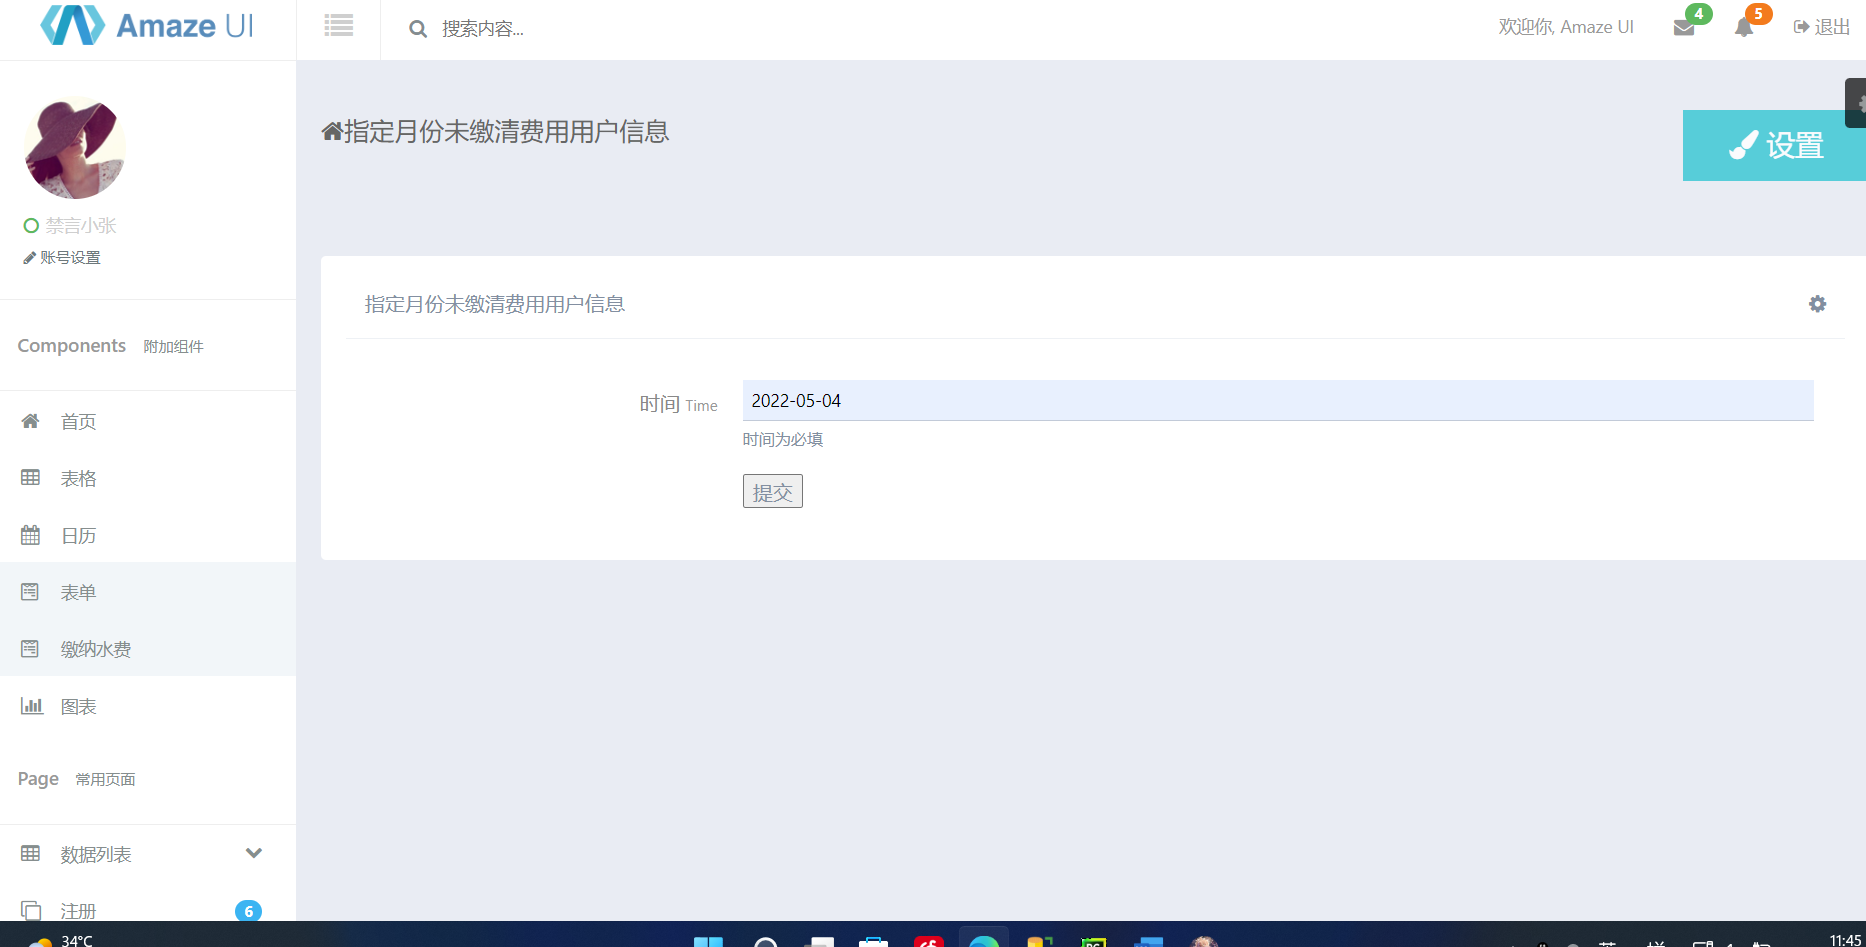 Amaze UI
搜索内容...
欢迎你, Amaze UI
4
5
退出
禁言小张
账号设置
Components 附加组件
首页
表格
日历
表单
缴纳水费
图表
Page 常用页面
数据列表
注册 6
指定月份未缴清费用用户信息
设置
指定月份未缴清费用用户信息
时间 Time 2022-05-04
时间为必填
提交
34°C
11:45